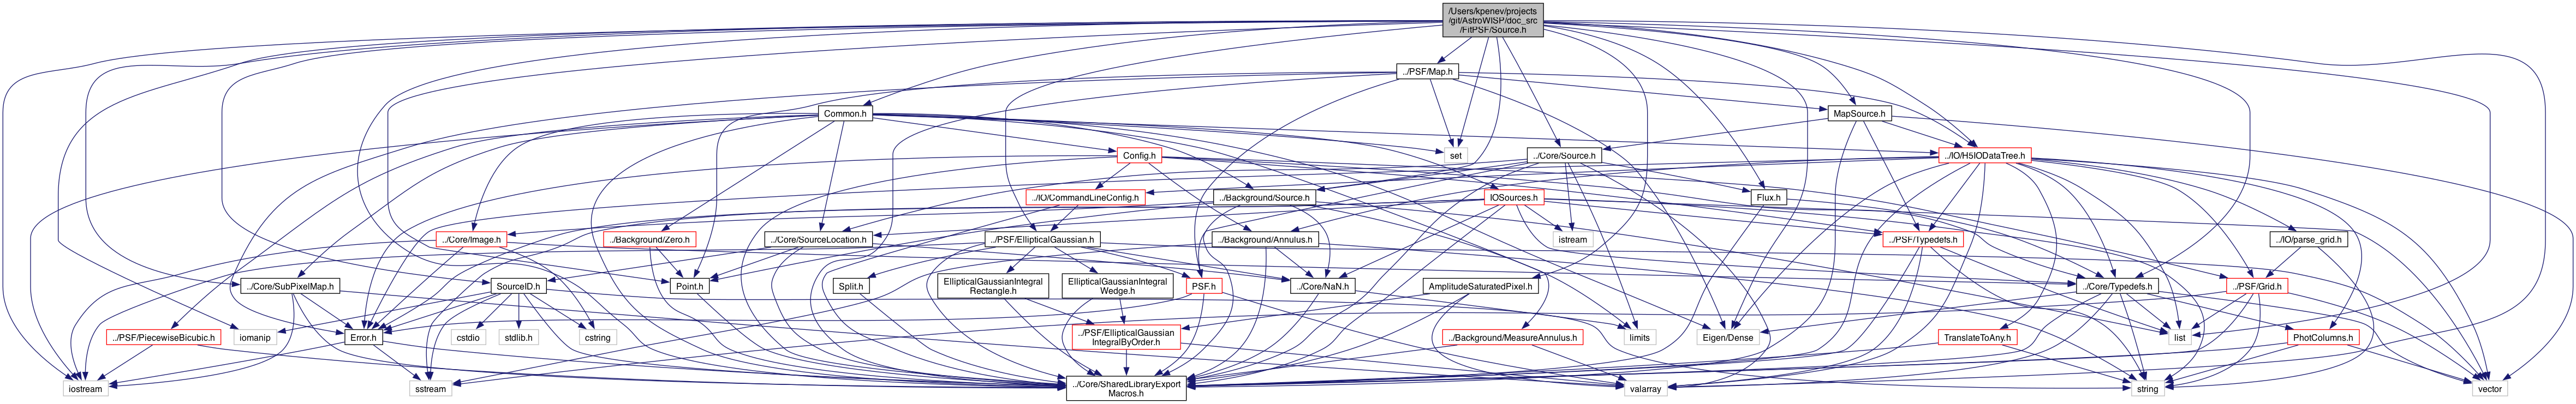 /Users/kpenev/projects
/git/AstroWISP/doc_src
/FitPSF/Source.h
../PSF/Map.h
Common.h
MapSource.h
Config.h
set
../Core/Source.h
../IO/H5IODataTree.h
../IO/CommandLineConfig.h
../Background/Source.h
IOSources.h
Flux.h
../Core/Image.h
../Background/Zero.h
../Core/SourceLocation.h
../PSF/EllipticalGaussian.h
../Background/Annulus.h
istream
../PSF/Typedefs.h
../IO/parse_grid.h
../Core/SubPixelMap.h
SourceID.h
Point.h
Split.h
EllipticalGaussianIntegral
Rectangle.h
EllipticalGaussianIntegral
Wedge.h
PSF.h
../Core/NaN.h
AmplitudeSaturatedPixel.h
../Core/Typedefs.h
../PSF/Grid.h
../PSF/PiecewiseBicubic.h
iomanip
Error.h
cstdio
stdlib.h
cstring
../PSF/EllipticalGaussian
IntegralByOrder.h
../Background/MeasureAnnulus.h
limits
Eigen/Dense
TranslateToAny.h
list
PhotColumns.h
iostream
sstream
../Core/SharedLibraryExport
Macros.h
valarray
string
vector